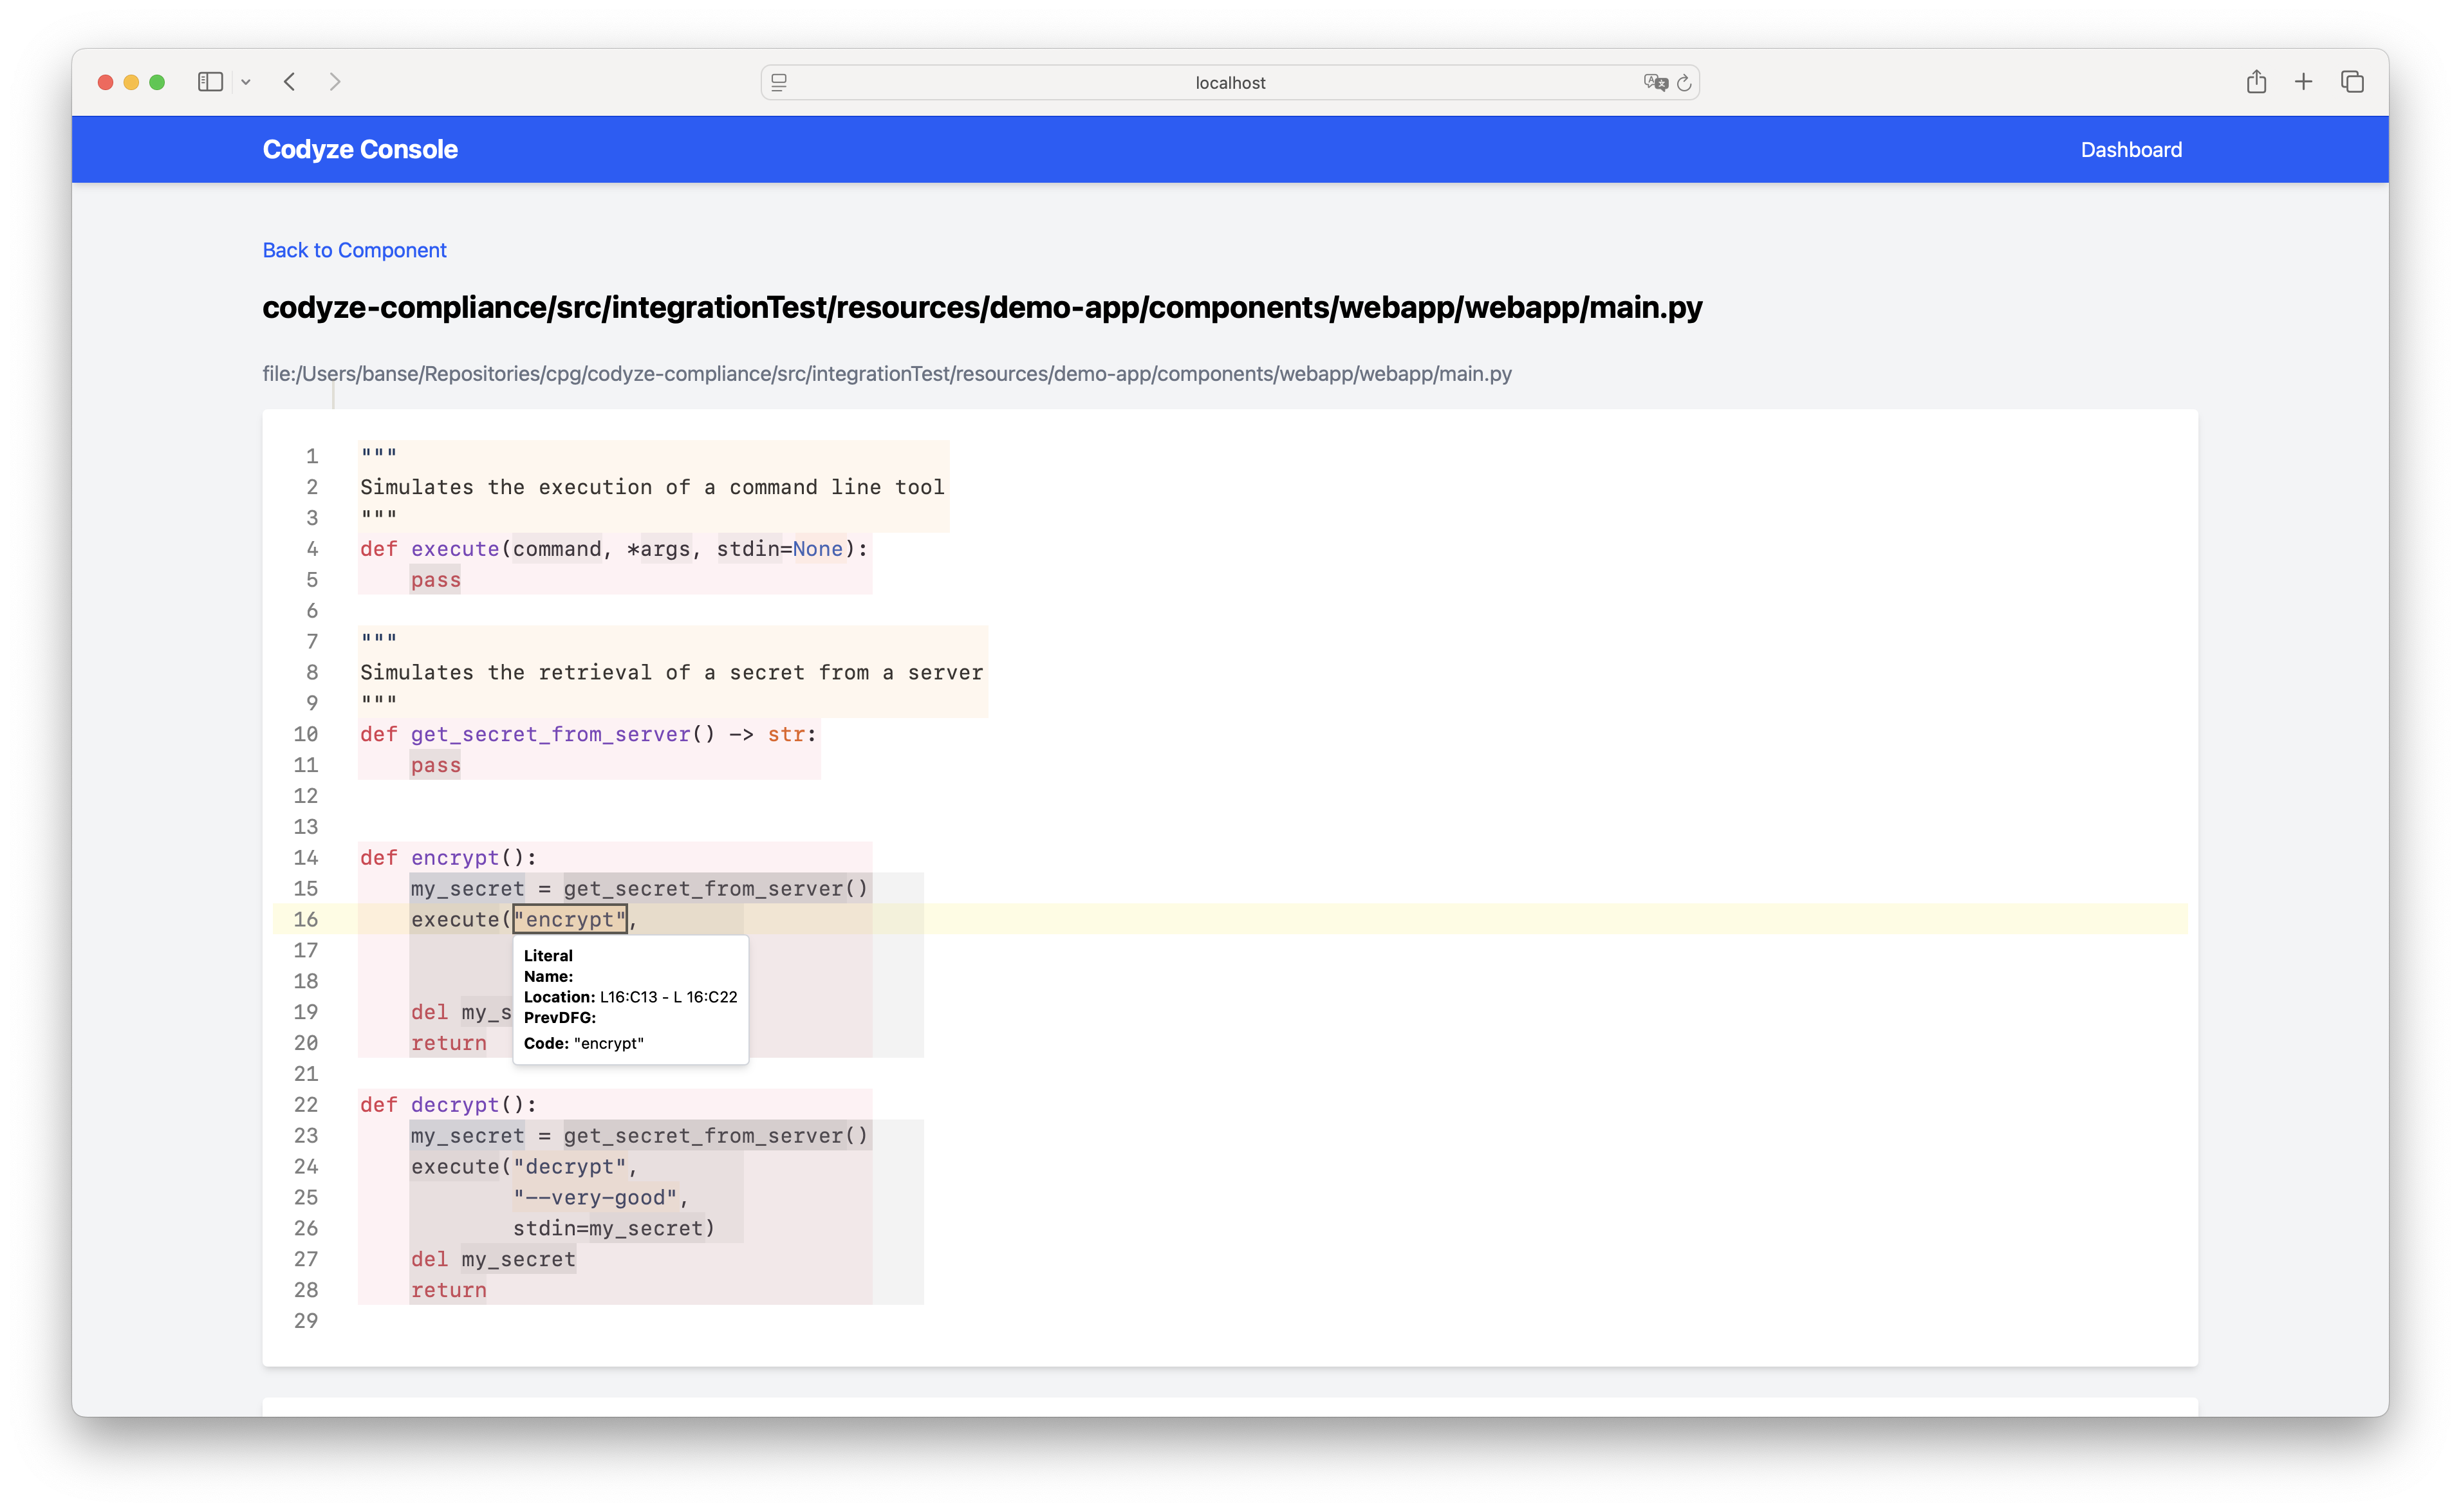 localhost
Codyze Console
Dashboard
Back to Component
codyze-compliance/src/integrationTest/resources/demo-app/components/webapp/webapp/main.py
file:/Users/banse/Repositories/cpg/codyze-compliance/src/integrationTest/resources/demo-app/components/webapp/webapp/main.py
1 """
2 Simulates the execution of a command line tool
3 """
4 def execute(command, *args, stdin=None):
5     pass
6
7 """
8 Simulates the retrieval of a secret from a server
9 """
10 def get_secret_from_server() -> str:
11     pass
12
13
14 def encrypt():
15     my_secret = get_secret_from_server()
16     execute("encrypt",
17
18
19     del my_s
20     return
Literal
Name:
Location: L16:C13 - L 16:C22
PrevDFG:
Code: "encrypt"
21
22 def decrypt():
23     my_secret = get_secret_from_server()
24     execute("decrypt",
25             "--very-good",
26             stdin=my_secret)
27     del my_secret
28     return
29